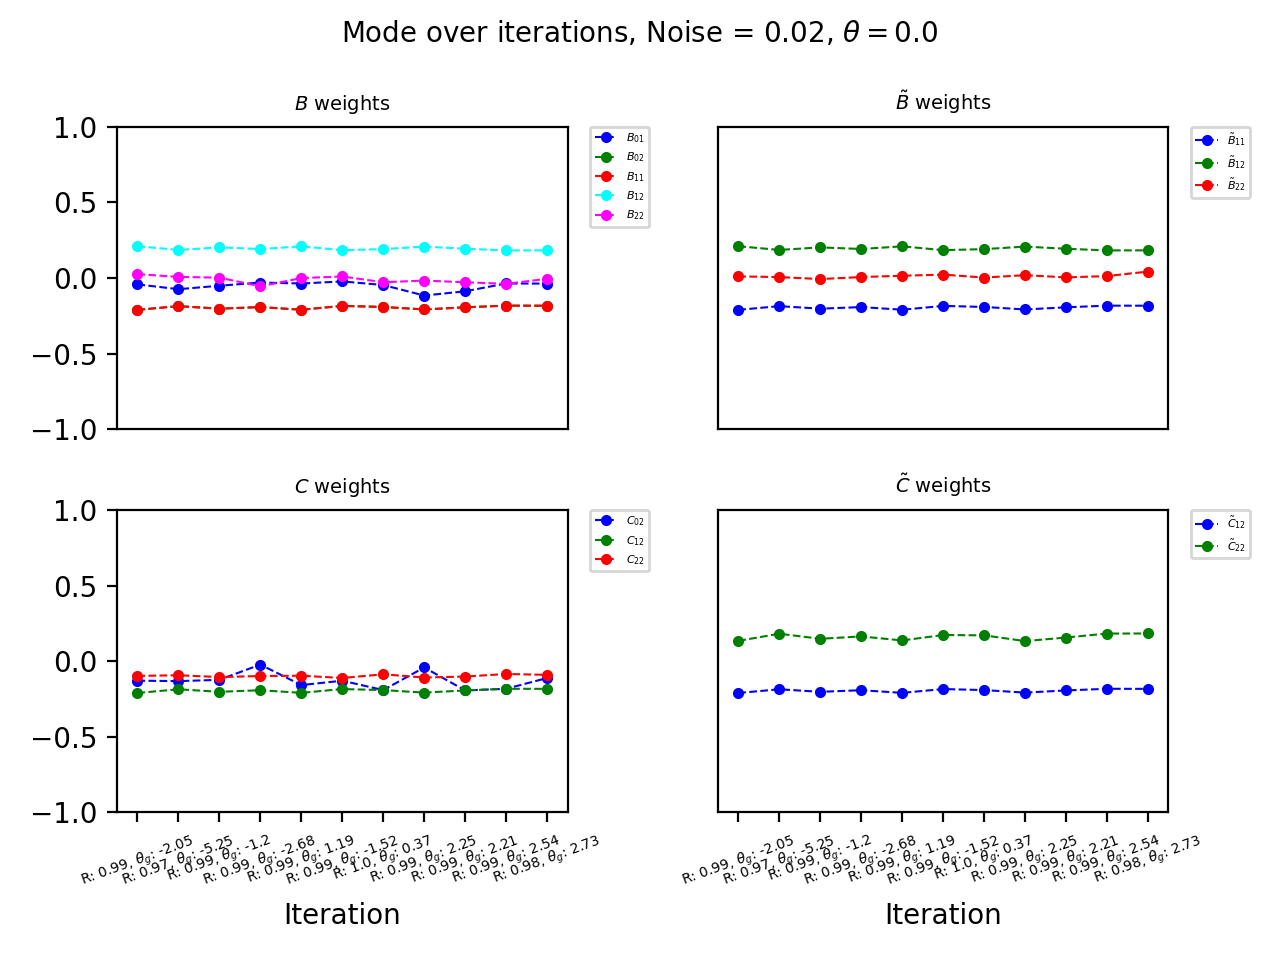 Mode over iterations, Noise = 0.02, θ = 0.0
B weights
B̃ weights
1.0
0.5
0.0
−0.5
−1.0
B₀₁
B₀₂
B₁₁
B₁₂
B₂₂
B̃₁₁
B̃₁₂
B̃₂₂
C weights
C̃ weights
1.0
0.5
0.0
−0.5
−1.0
C₀₂
C₁₂
C₂₂
C̃₁₂
C̃₂₂
R: 0.99, θg: -2.05
R: 0.97, θg: -5.25
R: 0.99, θg: -1.2
R: 0.99, θg: -2.68
R: 0.99, θg: 1.19
R: 0.99, θg: -1.52
R: 1.0, θg: 0.37
R: 0.99, θg: 2.25
R: 0.99, θg: 2.21
R: 0.99, θg: 2.54
R: 0.98, θg: 2.73
R: 0.99, θg: -2.05
R: 0.97, θg: -5.25
R: 0.99, θg: -1.2
R: 0.99, θg: -2.68
R: 0.99, θg: 1.19
R: 0.99, θg: -1.52
R: 1.0, θg: 0.37
R: 0.99, θg: 2.25
R: 0.99, θg: 2.21
R: 0.99, θg: 2.54
R: 0.98, θg: 2.73
Iteration
Iteration